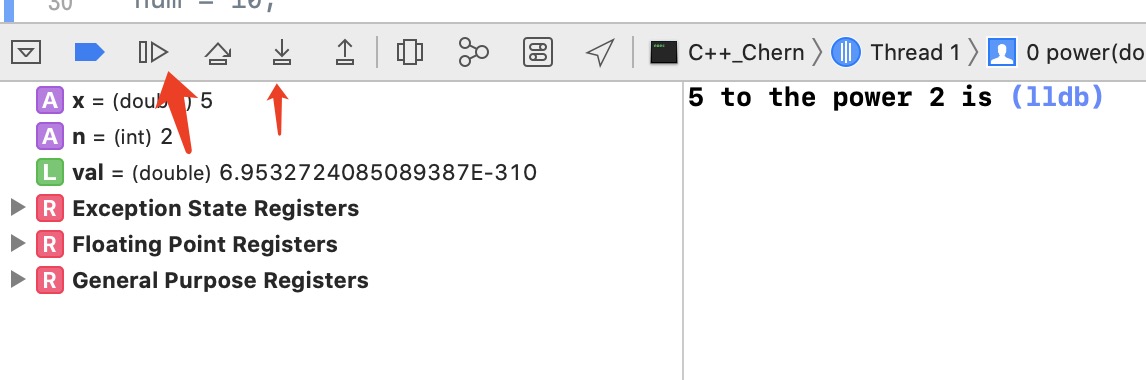 30 num = 10;
C++_Chern Thread 1 0 power(do
A x = (double) 5
A n = (int) 2
L val = (double) 6.9532724085089387E-310
R Exception State Registers
R Floating Point Registers
R General Purpose Registers
5 to the power 2 is (lldb)